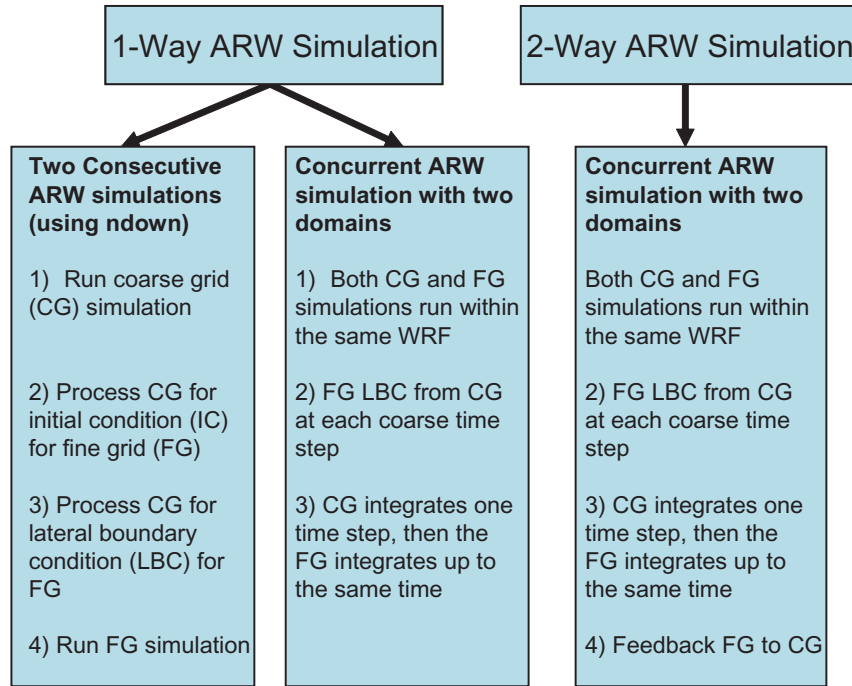 1-Way ARW Simulation
2-Way ARW Simulation
Two Consecutive
ARW simulations
(using ndown)
1) Run coarse grid
(CG) simulation
2) Process CG for
initial condition (IC)
for fine grid (FG)
3) Process CG for
lateral boundary
condition (LBC) for
FG
4) Run FG simulation
Concurrent ARW
simulation with two
domains
1) Both CG and FG
simulations run within
the same WRF
2) FG LBC from CG
at each coarse time
step
3) CG integrates one
time step, then the
FG integrates up to
the same time
Concurrent ARW
simulation with two
domains
Both CG and FG
simulations run within
the same WRF
2) FG LBC from CG
at each coarse time
step
3) CG integrates one
time step, then the
FG integrates up to
the same time
4) Feedback FG to CG